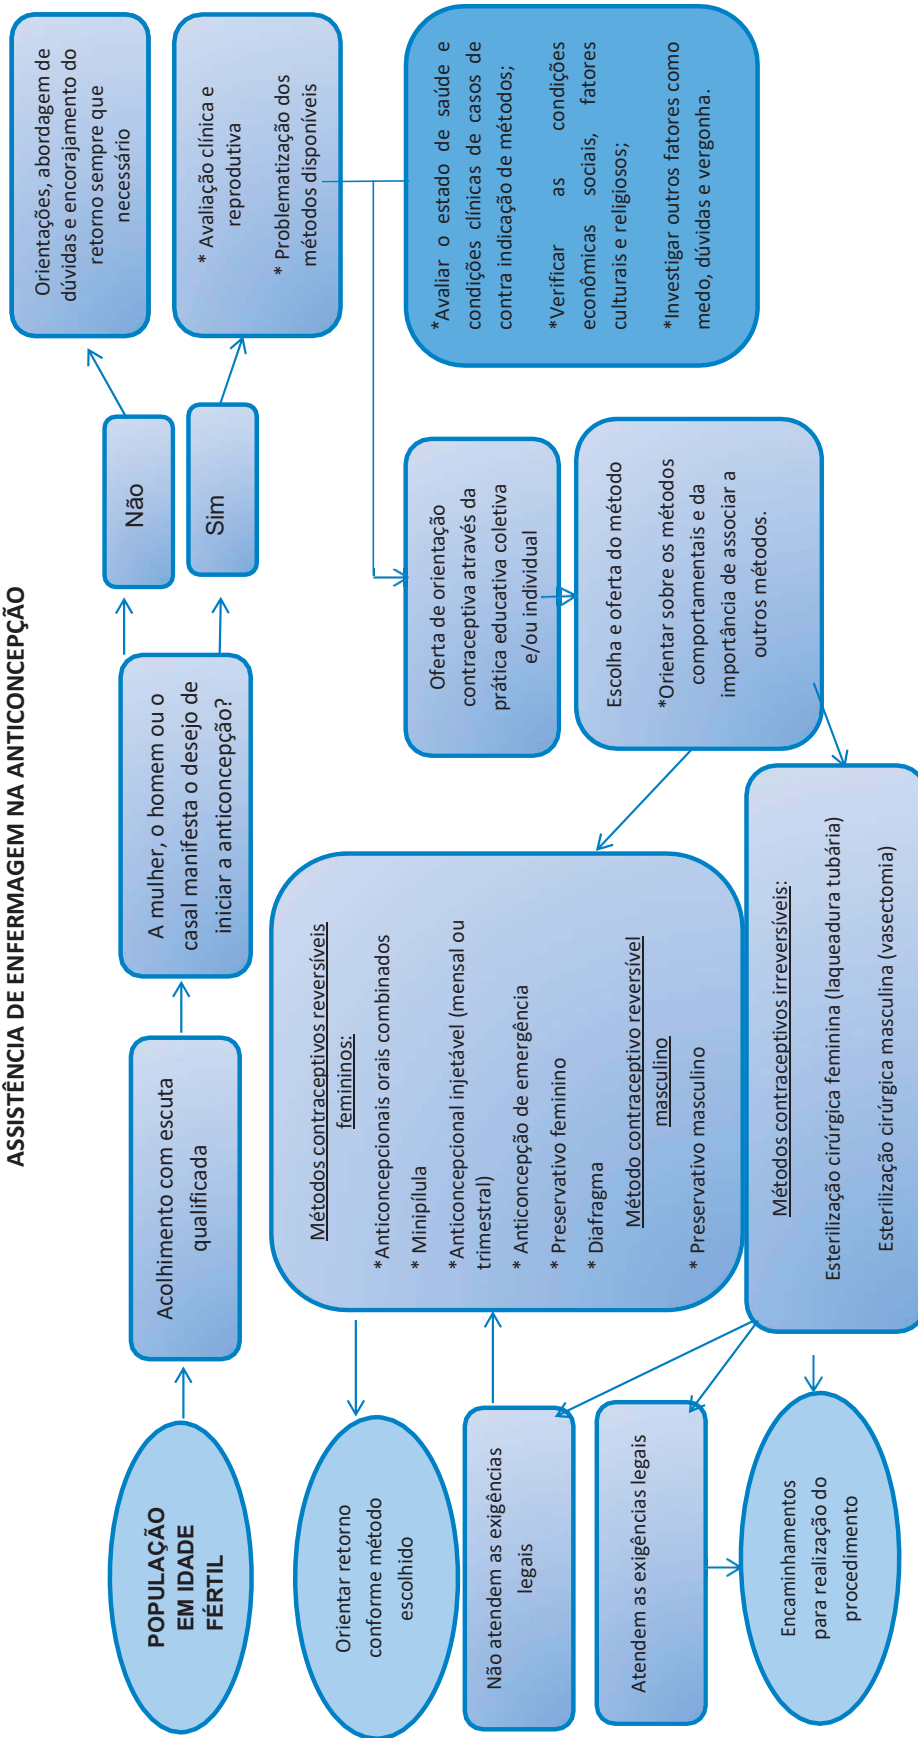 ASSISTÊNCIA DE ENFERMAGEM NA ANTICONCEPÇÃO
POPULAÇÃO
EM IDADE
FÉRTIL
Acolhimento com escuta
qualificada
A mulher, o homem ou o
casal manifesta o desejo de
iniciar a anticoncepção?
Não
Orientações, abordagem de
dúvidas e encorajamento do
retorno sempre que
necessário
Sim
* Avaliação clínica e
reprodutiva
* Problematização dos
métodos disponíveis
*Avaliar o estado de saúde e
condições clínicas de casos de
contra indicação de métodos;
*Verificar as condições
econômicas sociais, fatores
culturais e religiosos;
*Investigar outros fatores como
medo, dúvidas e vergonha.
Oferta de orientação
contraceptiva através da
prática educativa coletiva
e/ou individual
Escolha e oferta do método
*Orientar sobre os métodos
comportamentais e da
importância de associar a
outros métodos.
Métodos contraceptivos reversíveis
femininos:
*Anticoncepcionais orais combinados
* Minipílula
*Anticoncepcional injetável (mensal ou
trimestral)
* Anticoncepção de emergência
* Preservativo feminino
* Diafragma
Método contraceptivo reversível
masculino
* Preservativo masculino
Orientar retorno
conforme método
escolhido
Métodos contraceptivos irreversíveis:
Esterilização cirúrgica feminina (laqueadura tubária)
Esterilização cirúrgica masculina (vasectomia)
Não atendem as exigências
legais
Atendem as exigências legais
Encaminhamentos
para realização do
procedimento